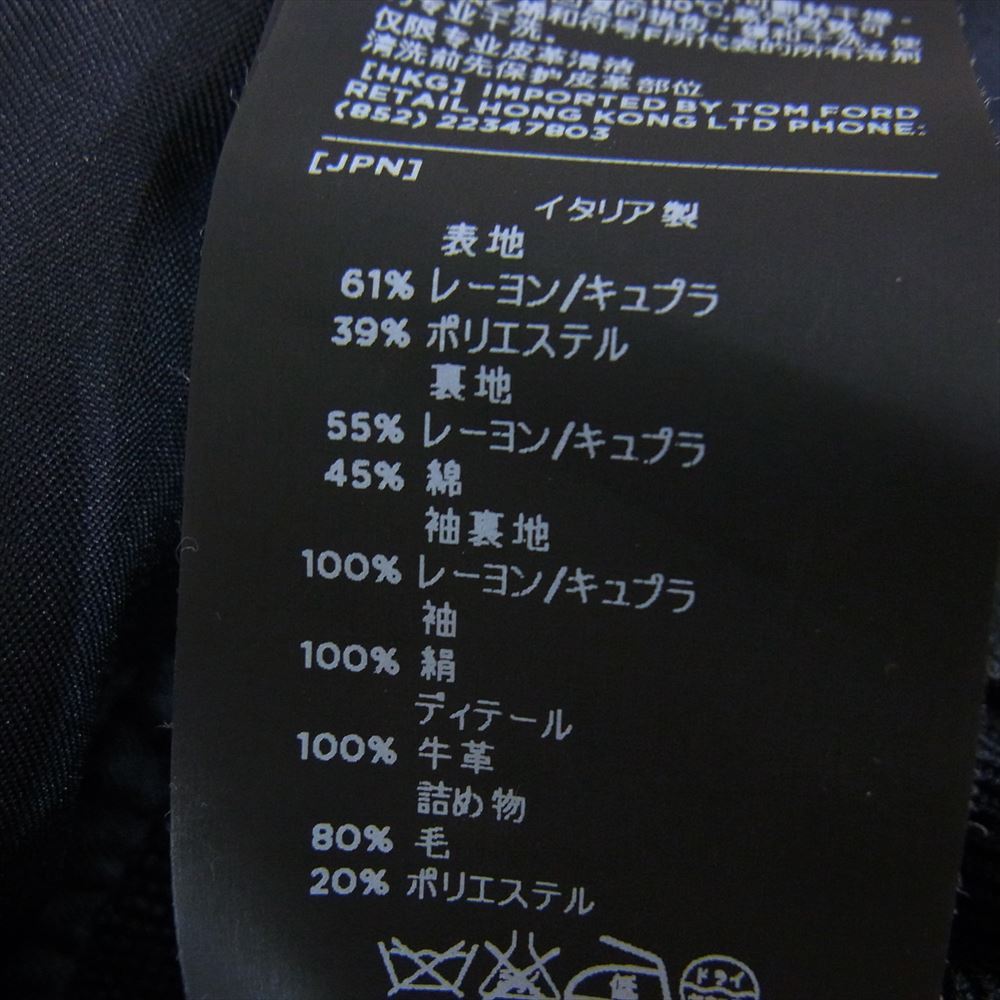 仅限专业皮革清洁
清洗前先保护皮革部位
[HKG] IMPORTED BY TOM FORD
RETAIL HONG KONG LTD PHONE:
(852) 22347803
[JPN]
イタリア製
表地
61% レーヨン/キュプラ
39% ポリエステル
裏地
55% レーヨン/キュプラ
45% 綿
袖裏地
100% レーヨン/キュプラ
袖
100% 絹
ディテール
100% 牛革
詰め物
80% 毛
20% ポリエステル
低
ドライ